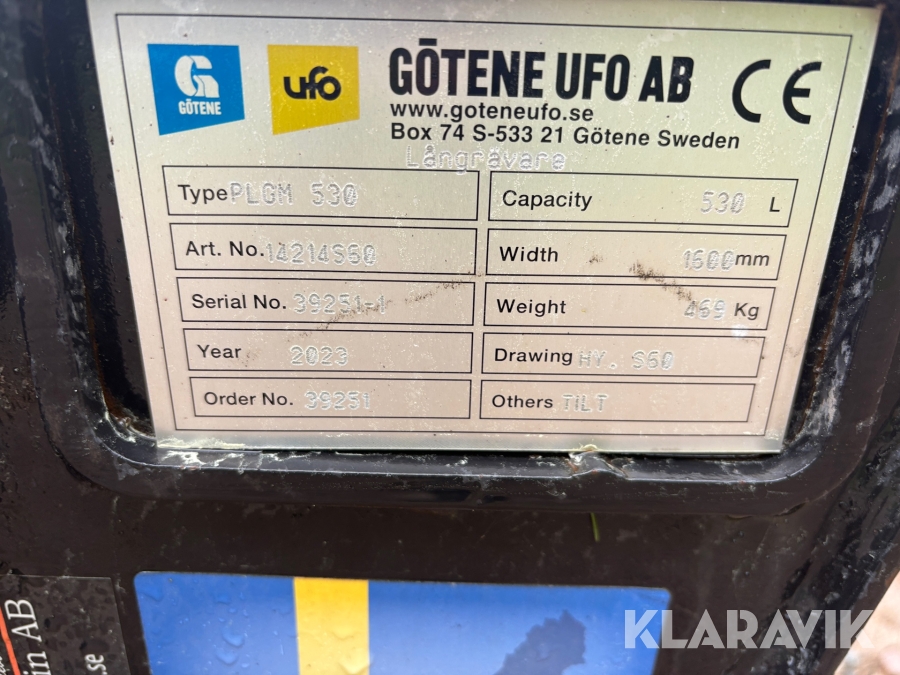 GÖTENE
ufo
GÖTENE UFO AB
www.goteneufo.se
Box 74 S-533 21 Götene Sweden
CE
Långrävare
Type PLGM 530
Capacity 530 L
Art. No. 14214S60
Width 1600 mm
Serial No. 39251-1
Weight 469 Kg
Year 2023
Drawing HY. S60
Order No. 39251
Others TILT
in AB
.se
KLARAVIK